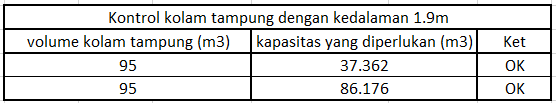 Kontrol kolam tampung dengan kedalaman 1.9m
volume kolam tampung (m3) kapasitas yang diperlukan (m3) Ket
95 37.362 OK
95 86.176 OK